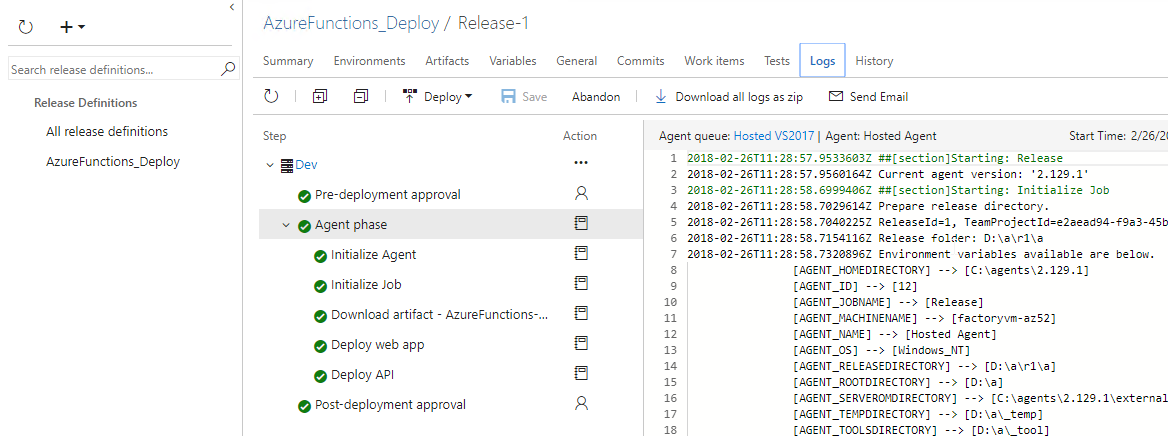 AzureFunctions_Deploy / Release-1
Search release definitions...
Release Definitions
All release definitions
AzureFunctions_Deploy
Summary Environments Artifacts Variables General Commits Work items Tests Logs History
Deploy Save Abandon Download all logs as zip Send Email
Step Action
Dev ...
Pre-deployment approval
Agent phase
Initialize Agent
Initialize Job
Download artifact - AzureFunctions-...
Deploy web app
Deploy API
Post-deployment approval
Agent queue: Hosted VS2017 | Agent: Hosted Agent Start Time: 2/26/20
1 2018-02-26T11:28:57.9533603Z ##[section]Starting: Release
2 2018-02-26T11:28:57.9560164Z Current agent version: '2.129.1'
3 2018-02-26T11:28:58.6999406Z ##[section]Starting: Initialize Job
4 2018-02-26T11:28:58.7029614Z Prepare release directory.
5 2018-02-26T11:28:58.7040225Z ReleaseId=1, TeamProjectId=e2aead94-f9a3-45b
6 2018-02-26T11:28:58.7154116Z Release folder: D:\a\r1\a
7 2018-02-26T11:28:58.7320896Z Environment variables available are below.
8 [AGENT_HOMEDIRECTORY] --> [C:\agents\2.129.1]
9 [AGENT_ID] --> [12]
10 [AGENT_JOBNAME] --> [Release]
11 [AGENT_MACHINENAME] --> [factoryvm-az52]
12 [AGENT_NAME] --> [Hosted Agent]
13 [AGENT_OS] --> [Windows_NT]
14 [AGENT_RELEASEDIRECTORY] --> [D:\a\r1\a]
15 [AGENT_ROOTDIRECTORY] --> [D:\a]
16 [AGENT_SERVEROMDIRECTORY] --> [C:\agents\2.129.1\external
17 [AGENT_TEMPDIRECTORY] --> [D:\a\_temp]
18 [AGENT_TOOLSDIRECTORY] --> [D:\a\_tool]